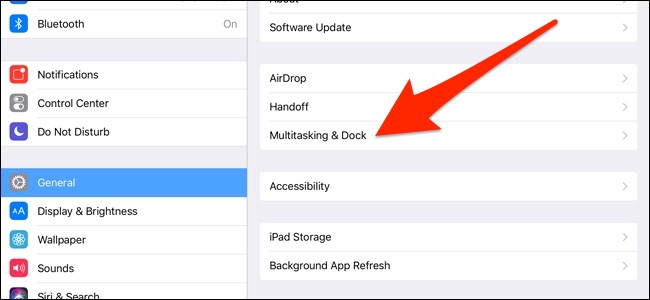 Bluetooth On
Notifications
Control Center
Do Not Disturb
General
AA Display & Brightness
Wallpaper
Sounds
Siri & Search
About
Software Update
AirDrop
Handoff
Multitasking & Dock
Accessibility
iPad Storage
Background App Refresh